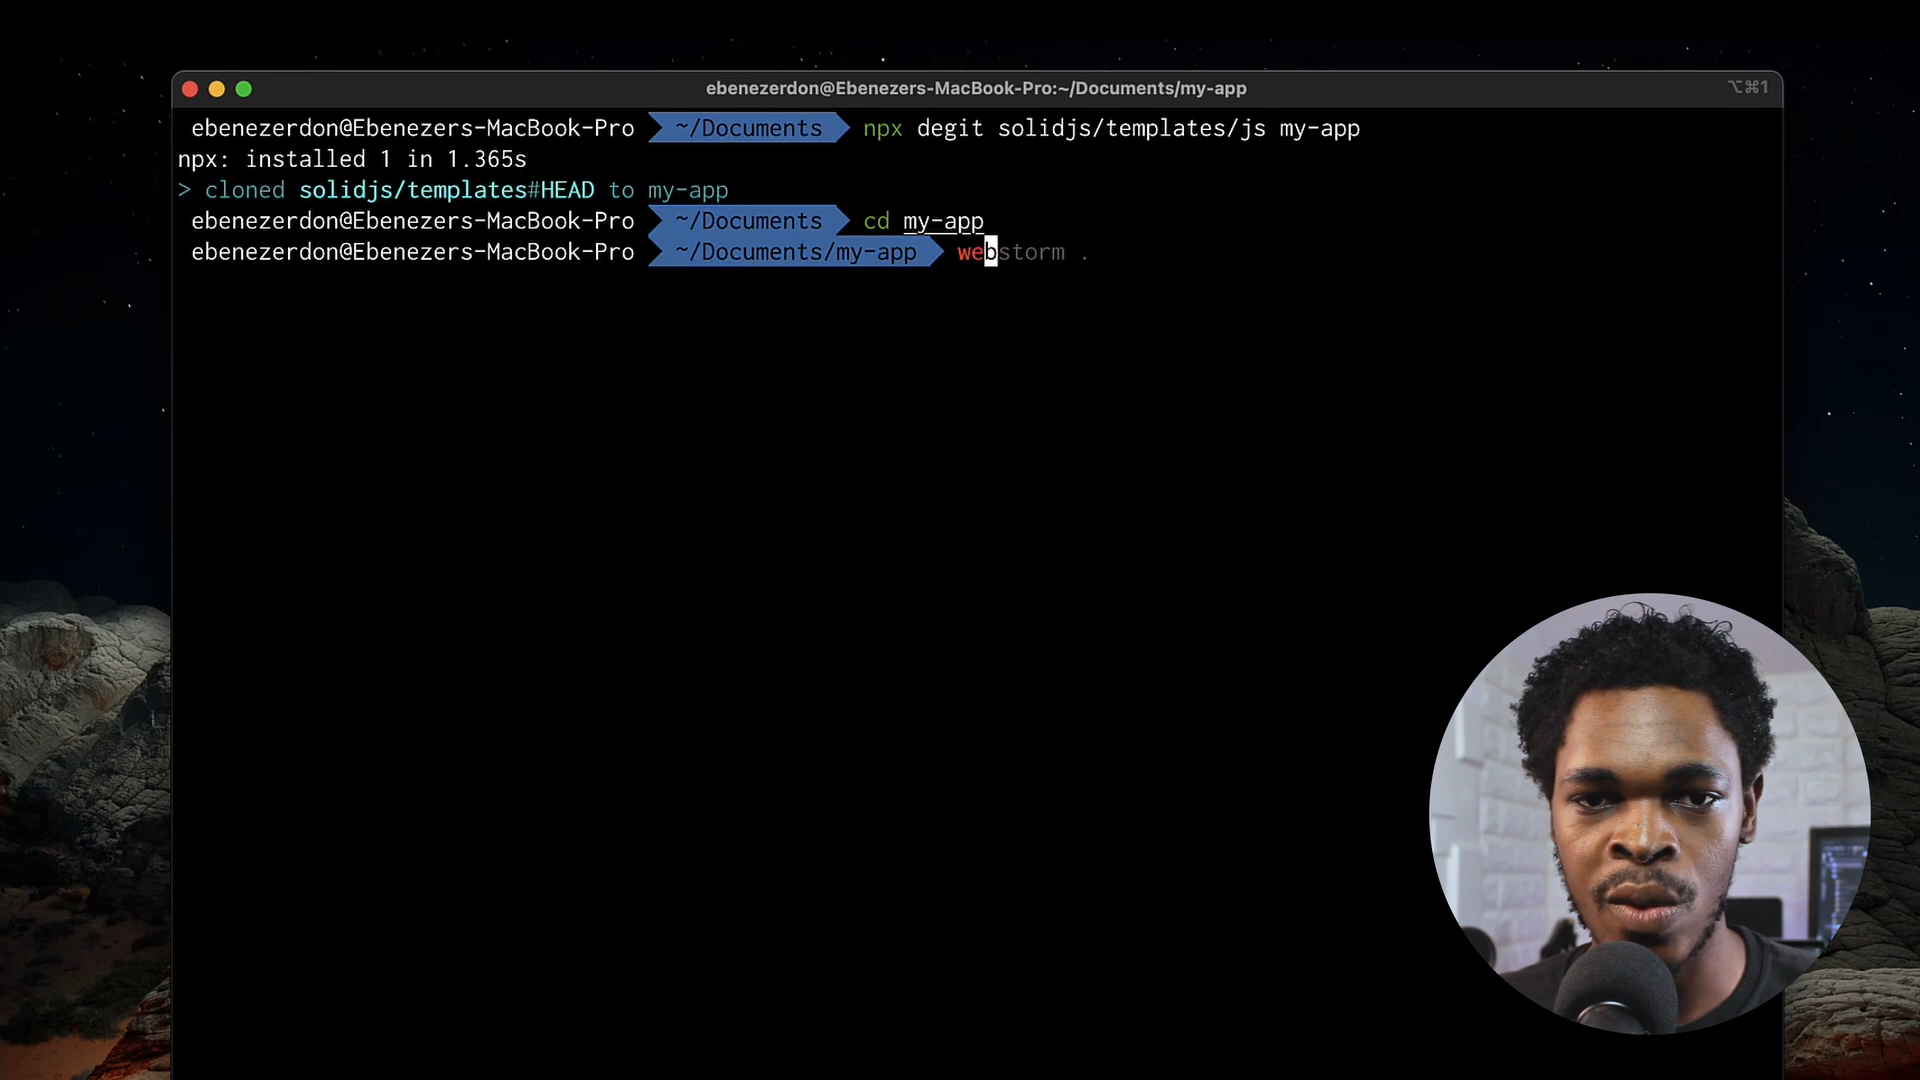 ebenezerdon@Ebenezers-MacBook-Pro:~/Documents/my-app ⌥⌘1
ebenezerdon@Ebenezers-MacBook-Pro ~/Documents npx degit solidjs/templates/js my-app
npx: installed 1 in 1.365s
> cloned solidjs/templates#HEAD to my-app
ebenezerdon@Ebenezers-MacBook-Pro ~/Documents cd my-app
ebenezerdon@Ebenezers-MacBook-Pro ~/Documents/my-app webstorm .